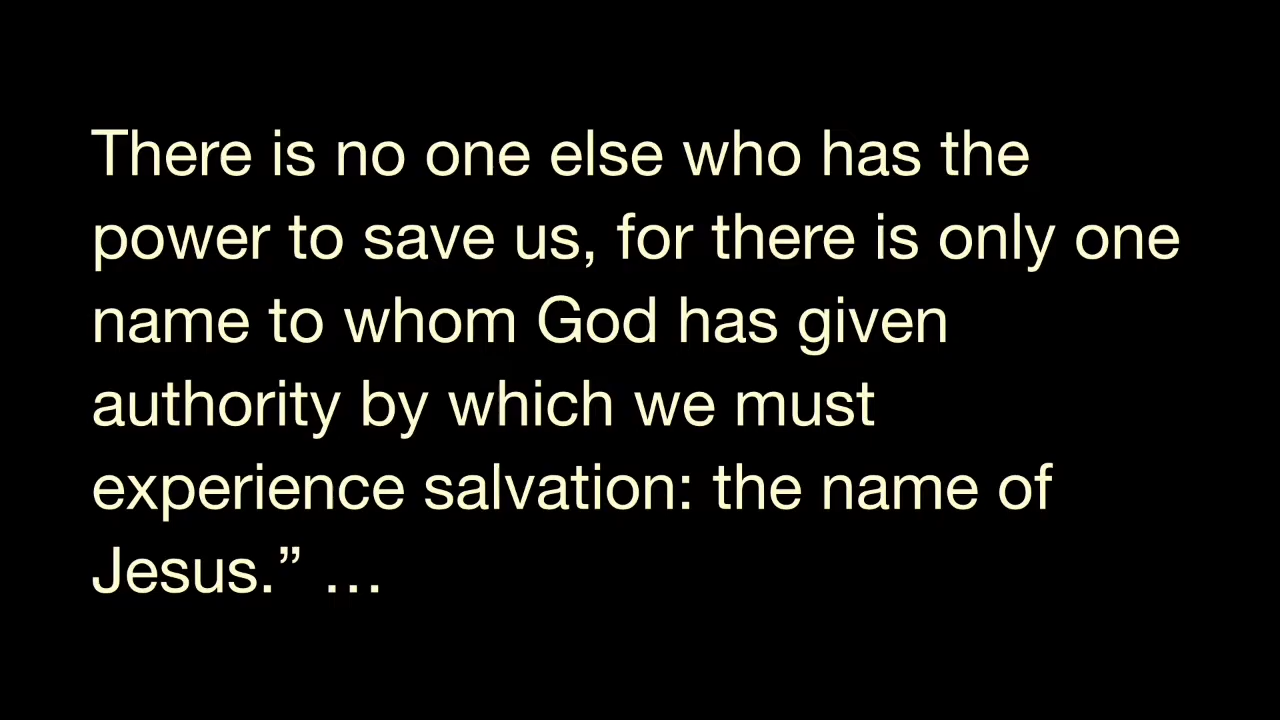 There is no one else who has the
power to save us, for there is only one
name to whom God has given
authority by which we must
experience salvation: the name of
Jesus.” …